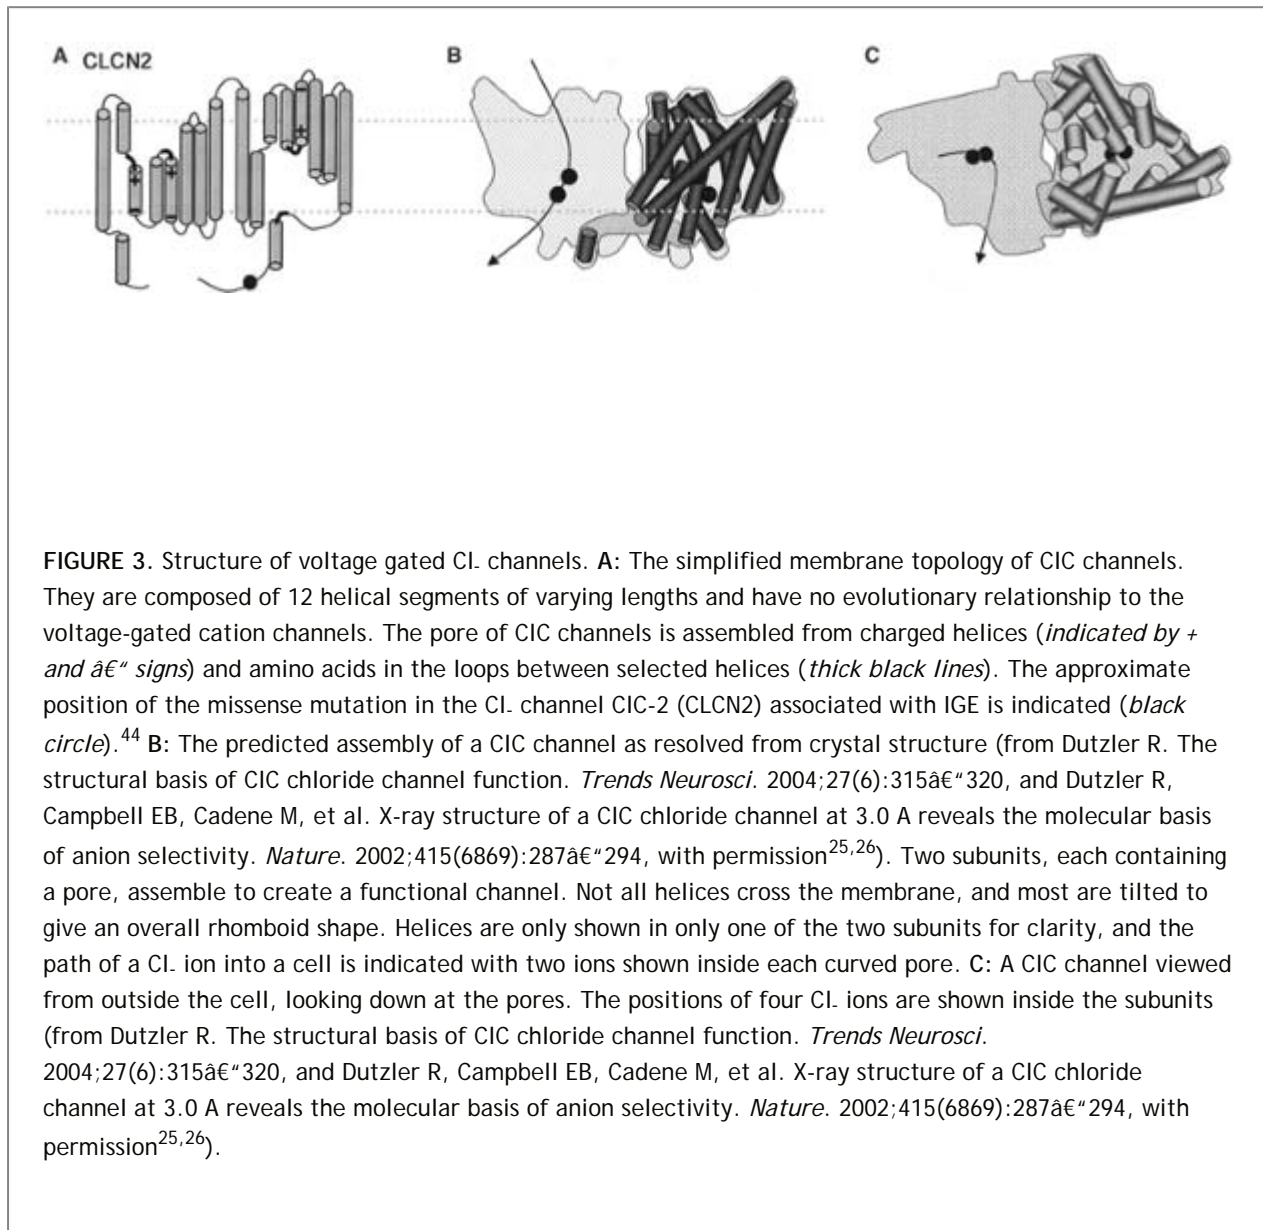 A CLCN2
B
C
+
+
+
FIGURE 3. Structure of voltage gated Cl- channels. A: The simplified membrane topology of ClC channels.
They are composed of 12 helical segments of varying lengths and have no evolutionary relationship to the
voltage-gated cation channels. The pore of ClC channels is assembled from charged helices (indicated by +
and â€“ signs) and amino acids in the loops between selected helices (thick black lines). The approximate
position of the missense mutation in the Cl- channel ClC-2 (CLCN2) associated with IGE is indicated (black
circle).44 B: The predicted assembly of a ClC channel as resolved from crystal structure (from Dutzler R. The
structural basis of ClC chloride channel function. Trends Neurosci. 2004;27(6):315â€“320, and Dutzler R,
Campbell EB, Cadene M, et al. X-ray structure of a ClC chloride channel at 3.0 A reveals the molecular basis
of anion selectivity. Nature. 2002;415(6869):287â€“294, with permission25,26). Two subunits, each containing
a pore, assemble to create a functional channel. Not all helices cross the membrane, and most are tilted to
give an overall rhomboid shape. Helices are only shown in only one of the two subunits for clarity, and the
path of a Cl- ion into a cell is indicated with two ions shown inside each curved pore. C: A ClC channel viewed
from outside the cell, looking down at the pores. The positions of four Cl- ions are shown inside the subunits
(from Dutzler R. The structural basis of ClC chloride channel function. Trends Neurosci.
2004;27(6):315â€“320, and Dutzler R, Campbell EB, Cadene M, et al. X-ray structure of a ClC chloride
channel at 3.0 A reveals the molecular basis of anion selectivity. Nature. 2002;415(6869):287â€“294, with
permission25,26).